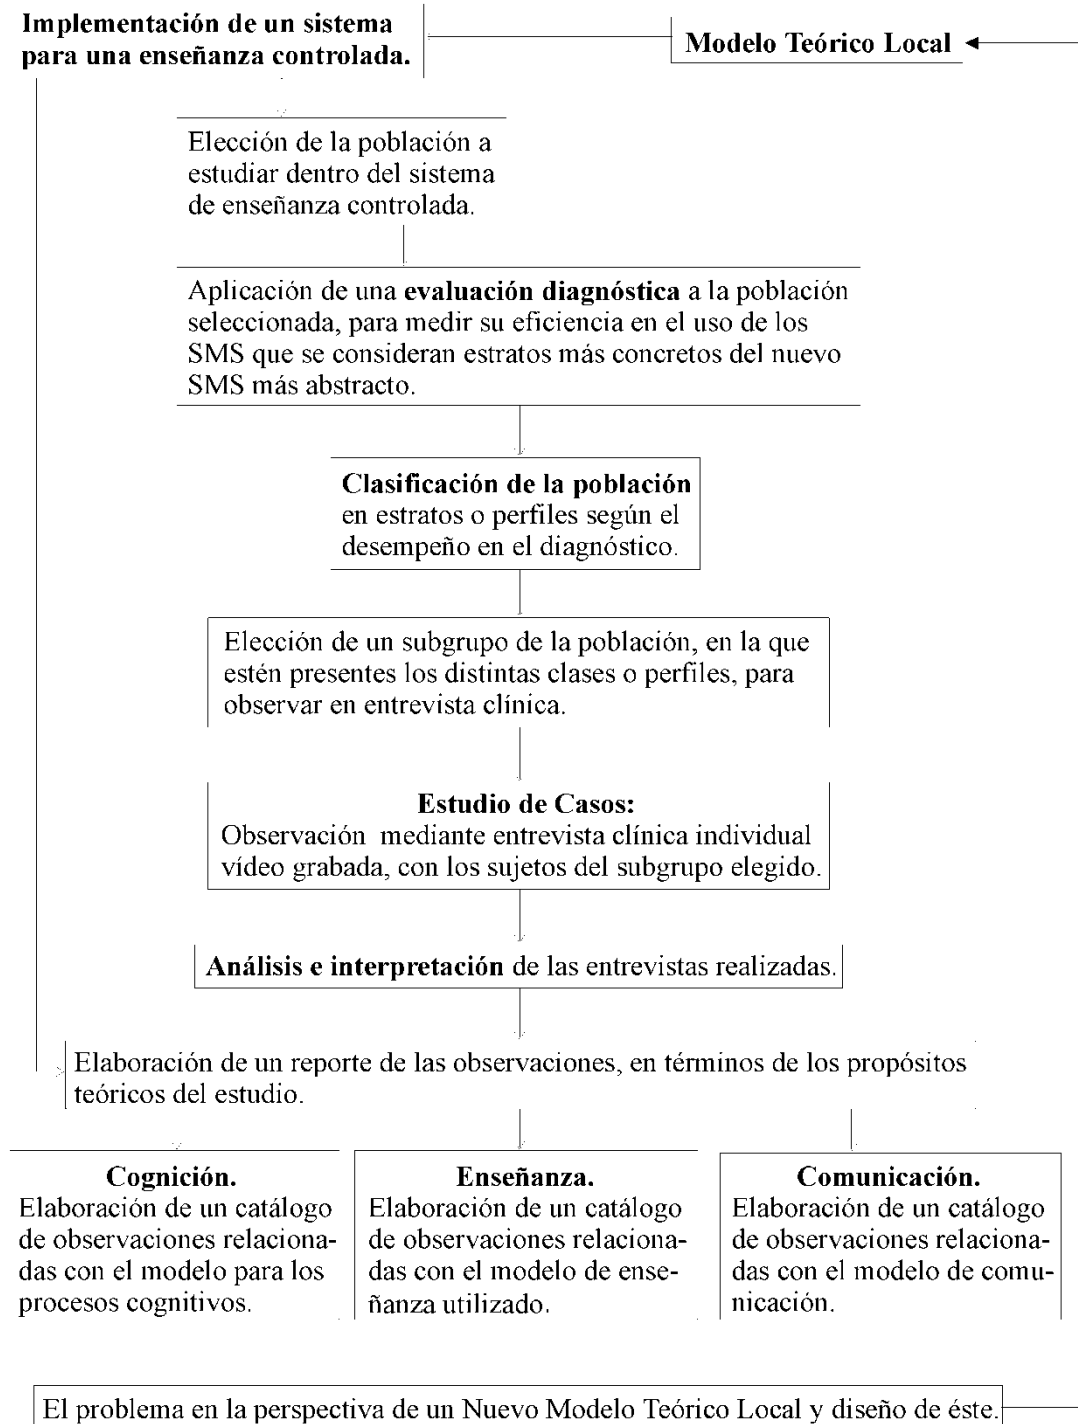 Implementación de un sistema
para una enseñanza controlada.
Modelo Teórico Local
Elección de la población a
estudiar dentro del sistema
de enseñanza controlada.
Aplicación de una evaluación diagnóstica a la población
seleccionada, para medir su eficiencia en el uso de los
SMS que se consideran estratos más concretos del nuevo
SMS más abstracto.
Clasificación de la población
en estratos o perfiles según el
desempeño en el diagnóstico.
Elección de un subgrupo de la población, en la que
estén presentes los distintas clases o perfiles, para
observar en entrevista clínica.
Estudio de Casos:
Observación mediante entrevista clínica individual
vídeo grabada, con los sujetos del subgrupo elegido.
Análisis e interpretación de las entrevistas realizadas.
Elaboración de un reporte de las observaciones, en términos de los propósitos
teóricos del estudio.
Cognición.
Elaboración de un catálogo
de observaciones relaciona-
das con el modelo para los
procesos cognitivos.
Enseñanza.
Elaboración de un catálogo
de observaciones relaciona-
das con el modelo de ense-
ñanza utilizado.
Comunicación.
Elaboración de un catálogo
de observaciones relaciona-
das con el modelo de comu-
nicación.
El problema en la perspectiva de un Nuevo Modelo Teórico Local y diseño de éste.